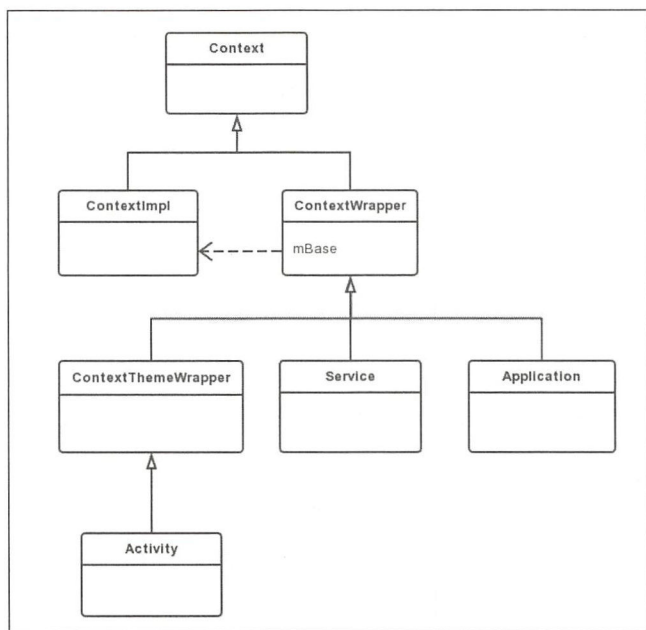 Context
ContextImpl
ContextWrapper
mBase
ContextThemeWrapper
Service
Application
Activity